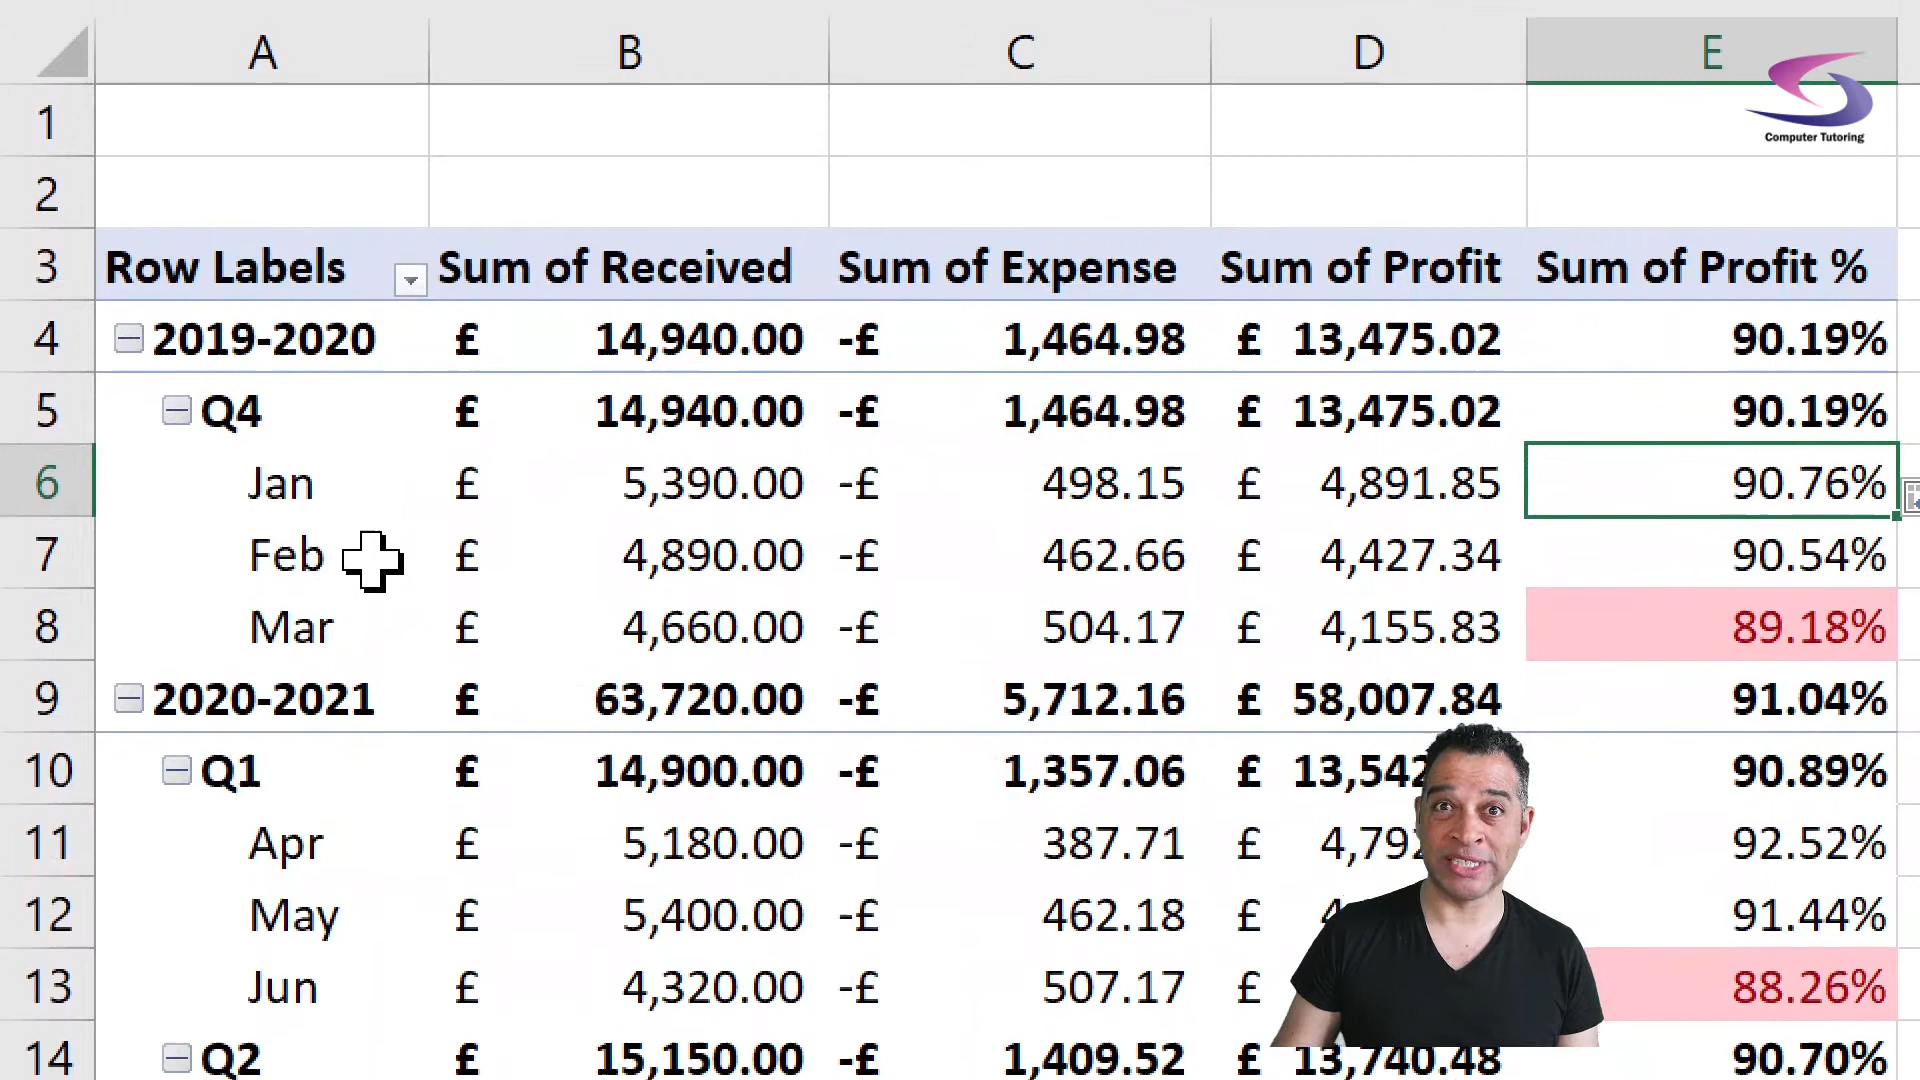 A B C D E
Computer Tutoring
1
2
3 Row Labels Sum of Received Sum of Expense Sum of Profit Sum of Profit %
4 2019-2020 £ 14,940.00 -£ 1,464.98 £ 13,475.02 90.19%
5 Q4 £ 14,940.00 -£ 1,464.98 £ 13,475.02 90.19%
6 Jan £ 5,390.00 -£ 498.15 £ 4,891.85 90.76%
7 Feb £ 4,890.00 -£ 462.66 £ 4,427.34 90.54%
8 Mar £ 4,660.00 -£ 504.17 £ 4,155.83 89.18%
9 2020-2021 £ 63,720.00 -£ 5,712.16 £ 58,007.84 91.04%
10 Q1 £ 14,900.00 -£ 1,357.06 £ 13,542 90.89%
11 Apr £ 5,180.00 -£ 387.71 £ 4,79 92.52%
12 May £ 5,400.00 -£ 462.18 £ 91.44%
13 Jun £ 4,320.00 -£ 507.17 £ 88.26%
14 Q2 £ 15,150.00 -£ 1,409.52 £ 13,740.48 90.70%